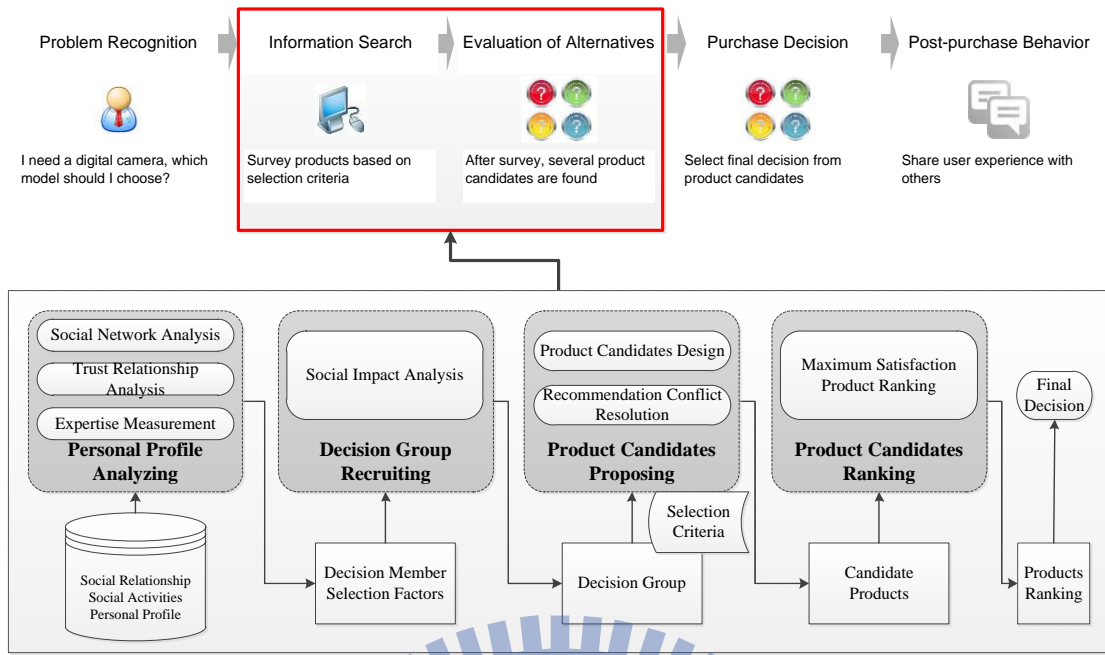 Problem Recognition
Information Search
Evaluation of Alternatives
Purchase Decision
Post-purchase Behavior
?
?
?
?
?
?
?
?
I need a digital camera, which
model should I choose?
Survey products based on
selection criteria
After survey, several product
candidates are found
Select final decision from
product candidates
Share user experience with
others
Social Network Analysis
Trust Relationship
Analysis
Expertise Measurement
Personal Profile
Analyzing
Social Impact Analysis
Decision Group
Recruiting
Product Candidates Design
Recommendation Conflict
Resolution
Product Candidates
Proposing
Maximum Satisfaction
Product Ranking
Product Candidates
Ranking
Final
Decision
Social Relationship
Social Activities
Personal Profile
Decision Member
Selection Factors
Selection
Criteria
Decision Group
Candidate
Products
Products
Ranking